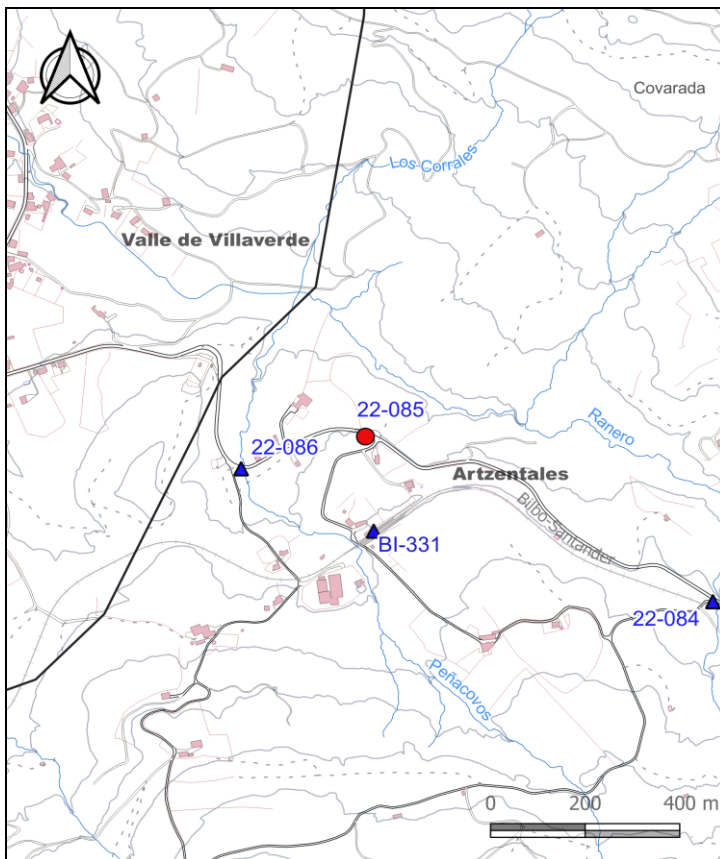 Covarada
Los Corrales
Valle de Villaverde
22-085
Ranero
22-086
Artzentales
Bilbo-Santander
BI-331
22-084
Peñacovos
0 200 400 m